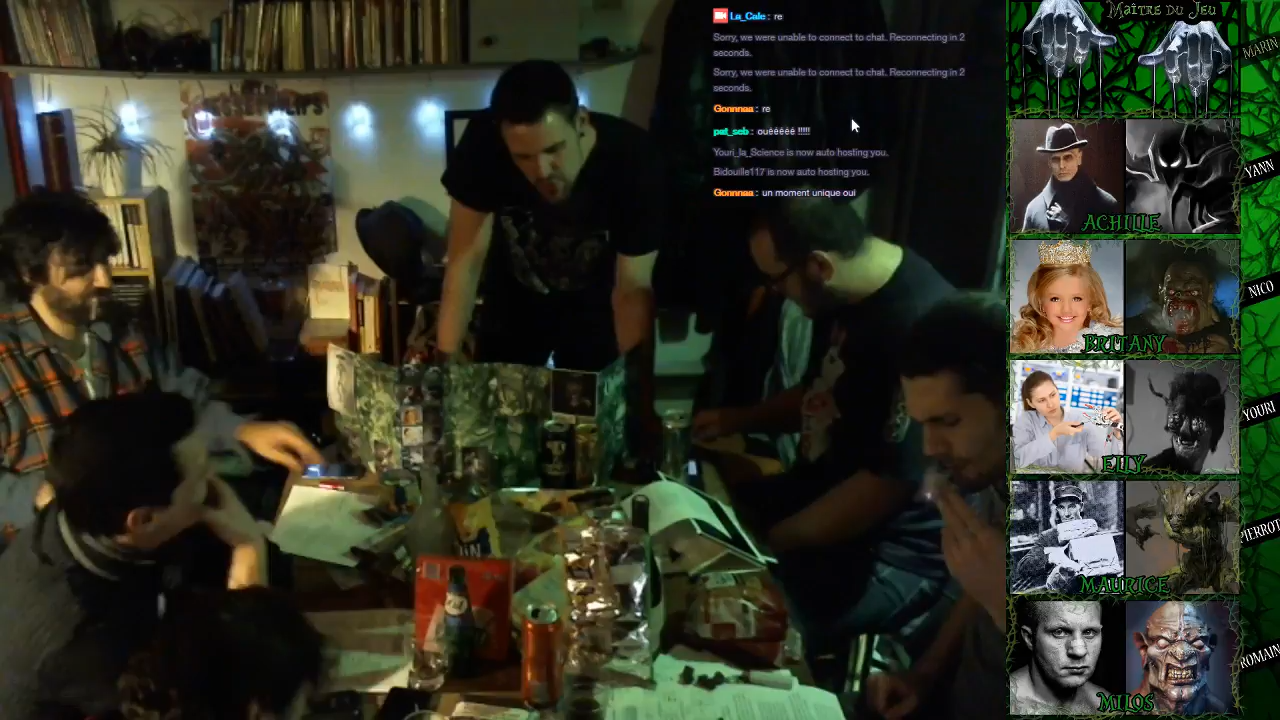 La_Cale : re
Sorry, we were unable to connect to chat. Reconnecting in 2
seconds.
Sorry, we were unable to connect to chat. Reconnecting in 2
seconds.
Gonnnaa : re
pal_seb : ouééééé !!!!!
Youri_la_Science is now auto hosting you.
Bidouille117 is now auto hosting you.
Gonnnaa : un moment unique oui
Maître du Jeu
MARIN
ACHILLE
YANN
BRITANY
NICO
ELLY
YOURI
MAURICE
PIERROT
MILOS
ROMAIN